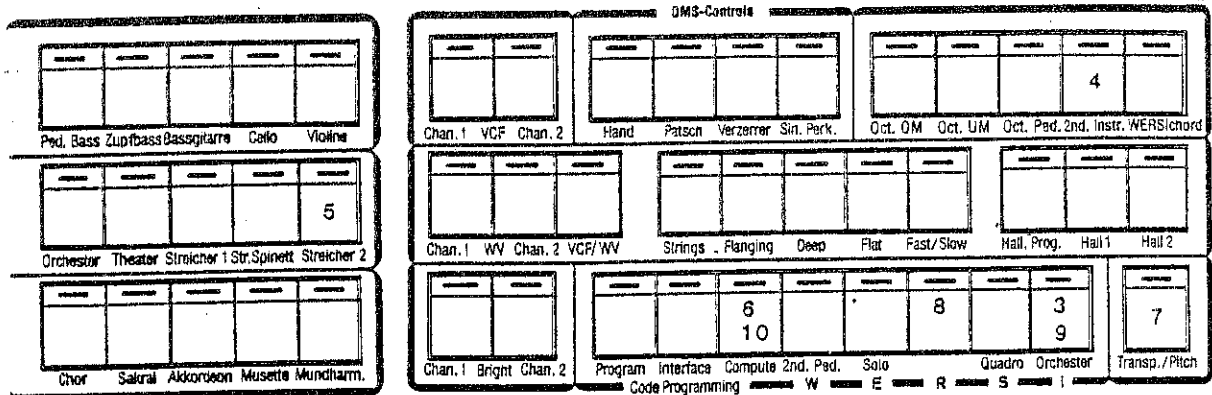 DMS-Controls
4
Ped. Bass Zupfbass Bassgitarre Cello Violine
Chan. 1 VCF Chan. 2
Hand Patsch Verzerrer Sin. Perk.
Oct. OM Oct. UM Oct. Ped. 2nd. Instr. WERSIchord
5
Orchester Theater Streicher 1 Str.Spinett Streicher 2
Chan. 1 WV Chan. 2 VCF/WV
Strings Flanging Deep Flat Fast/Slow
Hall. Prog. Hall 1 Hall 2
6 8 3 7
10 9
Chor Sakral Akkordeon Musette Mundharm.
Chan. 1 Bright Chan. 2
Program Interface Compute 2nd. Ped. Solo Quadro Orchester
Transp./Pitch
Code Programming W E R S I